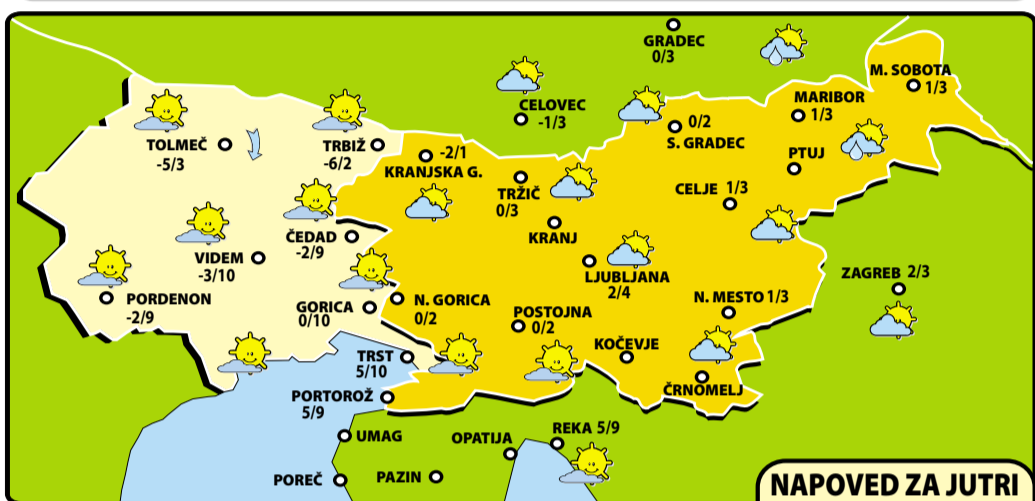 GRADEC
0/3
M. SOBOTA
1/3
CELOVEC
-1/3
MARIBOR
1/3
TOLMEČ
-5/3
TRBIŽ
-6/2
-2/1
KRANJSKA G.
0/2
S. GRADEC
PTUJ
TRŽIČ
0/3
CELJE 1/3
KRANJ
ČEDAD
-2/9
VIDEM
-3/10
LJUBLJANA
2/4
ZAGREB 2/3
PORDENON
-2/9
GORICA
0/10
N. GORICA
0/2
POSTOJNA
0/2
N. MESTO 1/3
KOČEVJE
TRST
5/10
ČRNOMELJ
PORTOROŽ
5/9
UMAG
OPATIJA
REKA 5/9
POREČ
PAZIN
NAPOVED ZA JUTRI